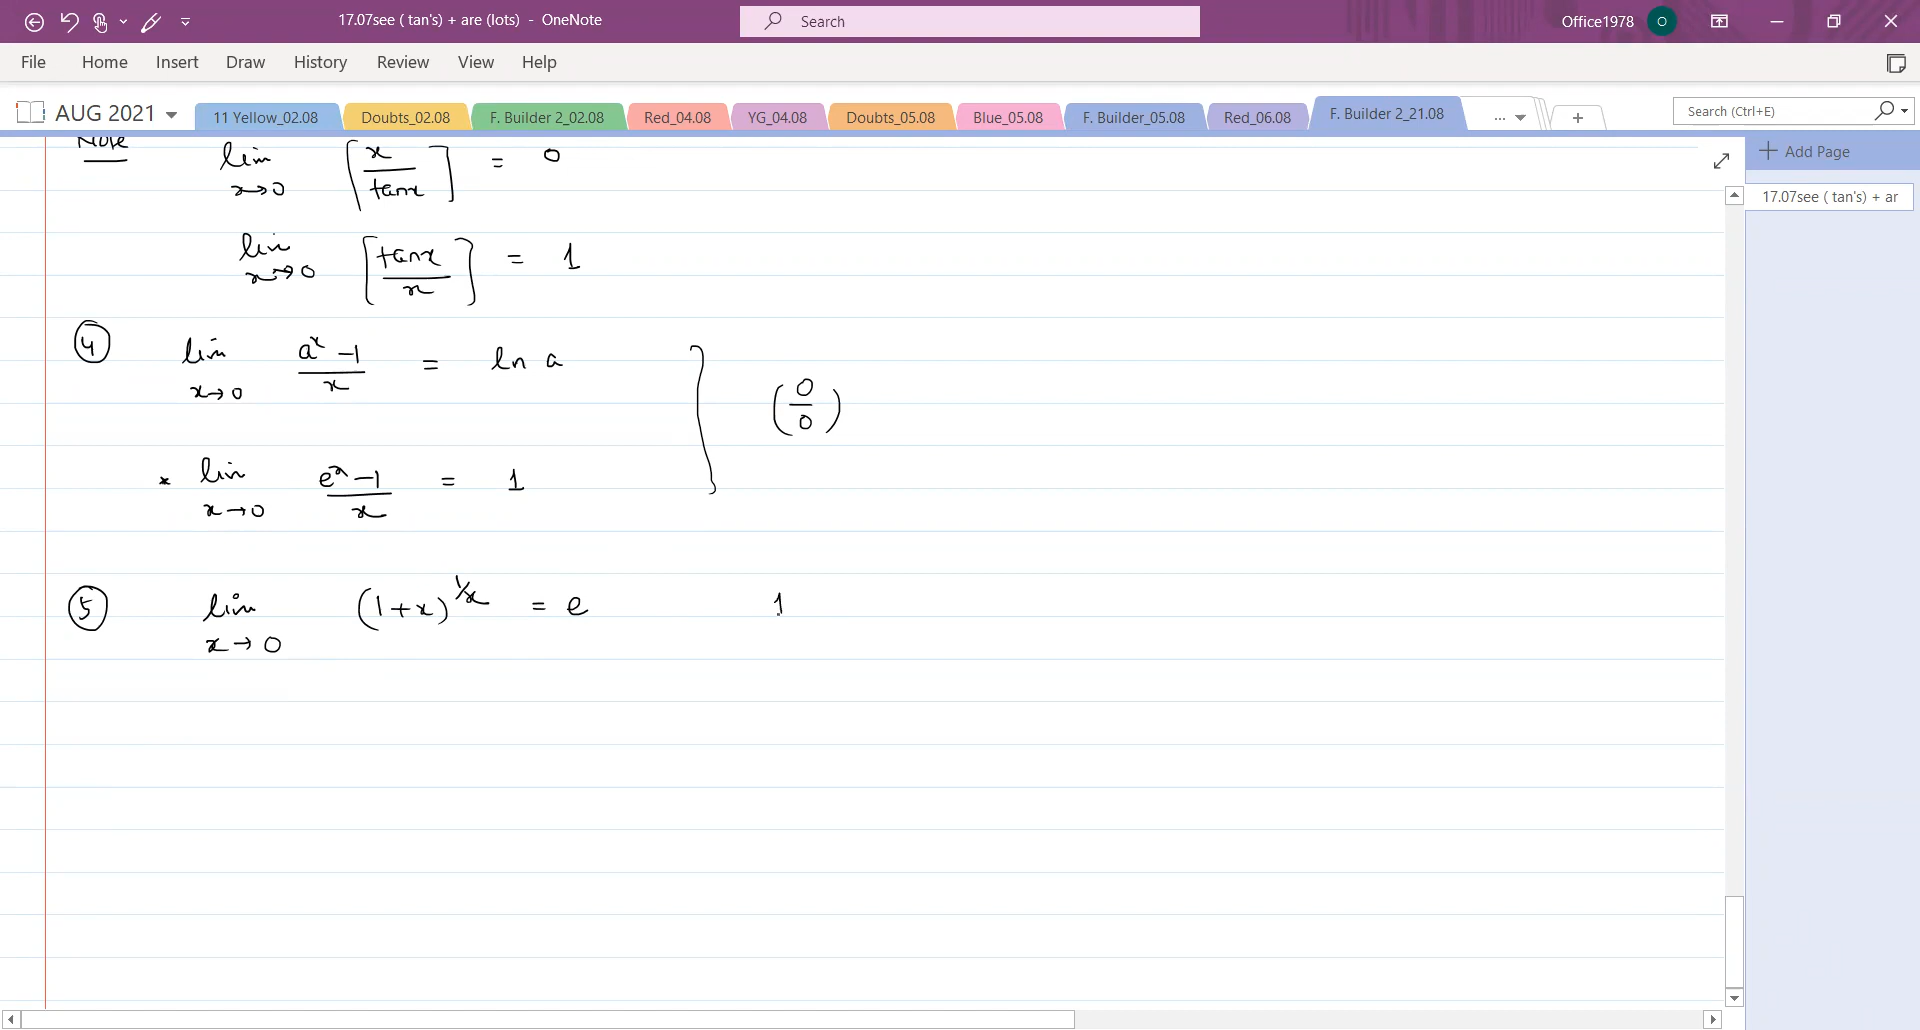 17.07see ( tan's) + are (lots) - OneNote
Search
Office1978
O
File Home Insert Draw History Review View Help
AUG 2021
11 Yellow_02.08 Doubts_02.08 F. Builder 2_02.08 Red_04.08 YG_04.08 Doubts_05.08 Blue_05.08 F. Builder_05.08 Red_06.08 F. Builder 2_21.08 ... +
Search (Ctrl+E)
Add Page
17.07see ( tan's) + ar
Note lim x→0 [x/tanx] = 0
lim x→0 [tanx/x] = 1
④ lim x→0 (a^x −1)/x = ln a
(0/0)
* lim x→0 (e^x −1)/x = 1
⑤ lim x→0 (1+x)^1/x = e 1